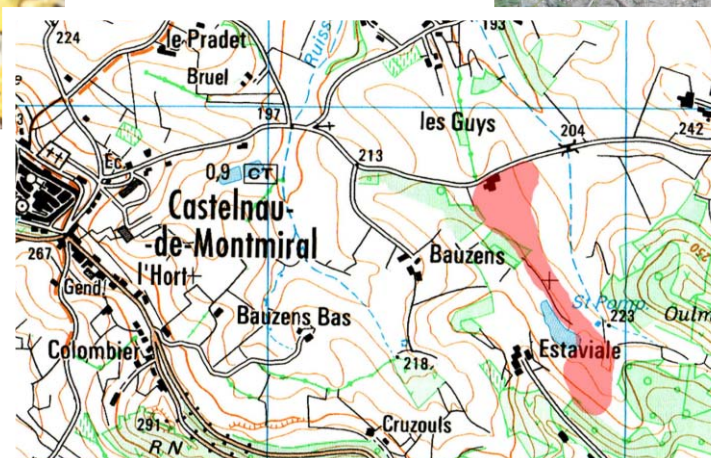 224
le Pradet
Bruel
Ruiss
193
197
les Guys
204
242
Éc.
0,9 CT
213
Castelnau-
-de-Montmiral
267
l'Hort
Gend.
Bauzens
250
St Pomp.
223
Oulm
Bauzens Bas
Colombier
218
Estaviale
291
R N
Cruzouls